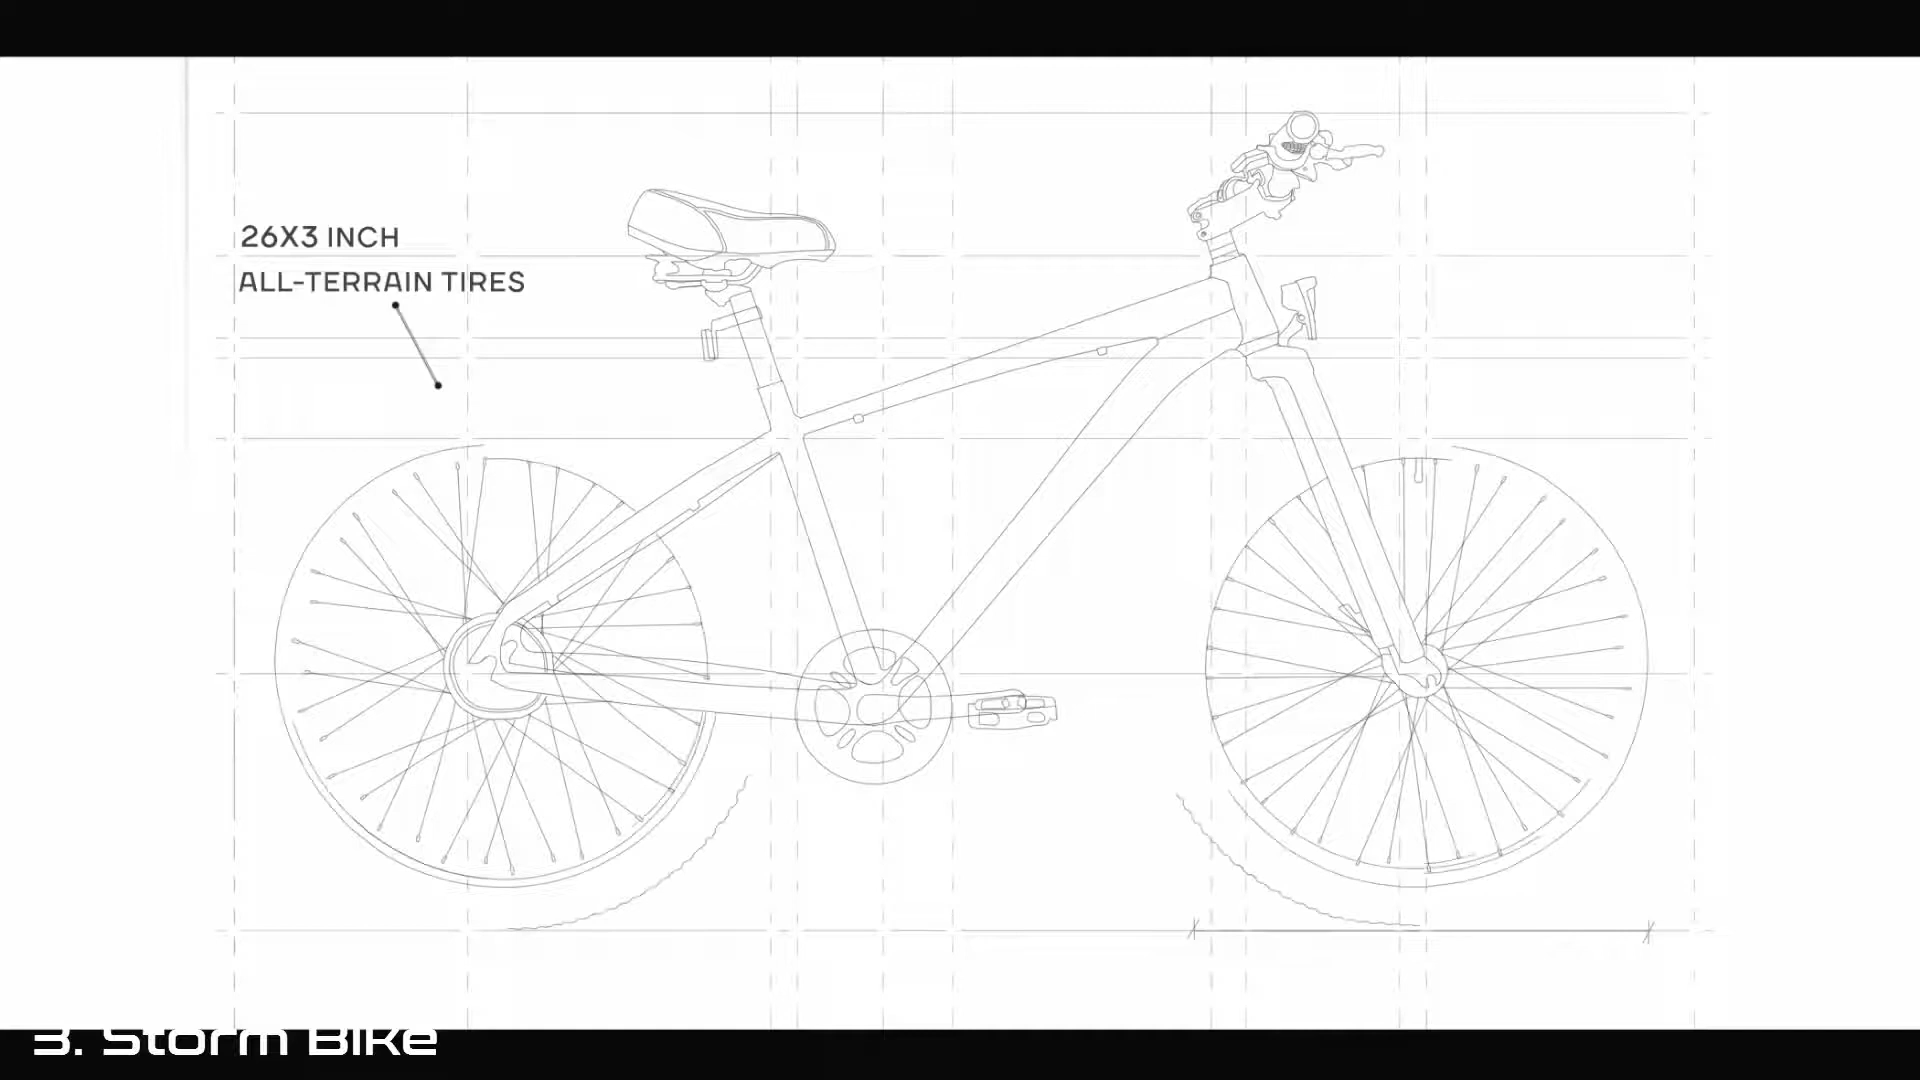 26X3 INCH
ALL-TERRAIN TIRES
3. Storm Bike